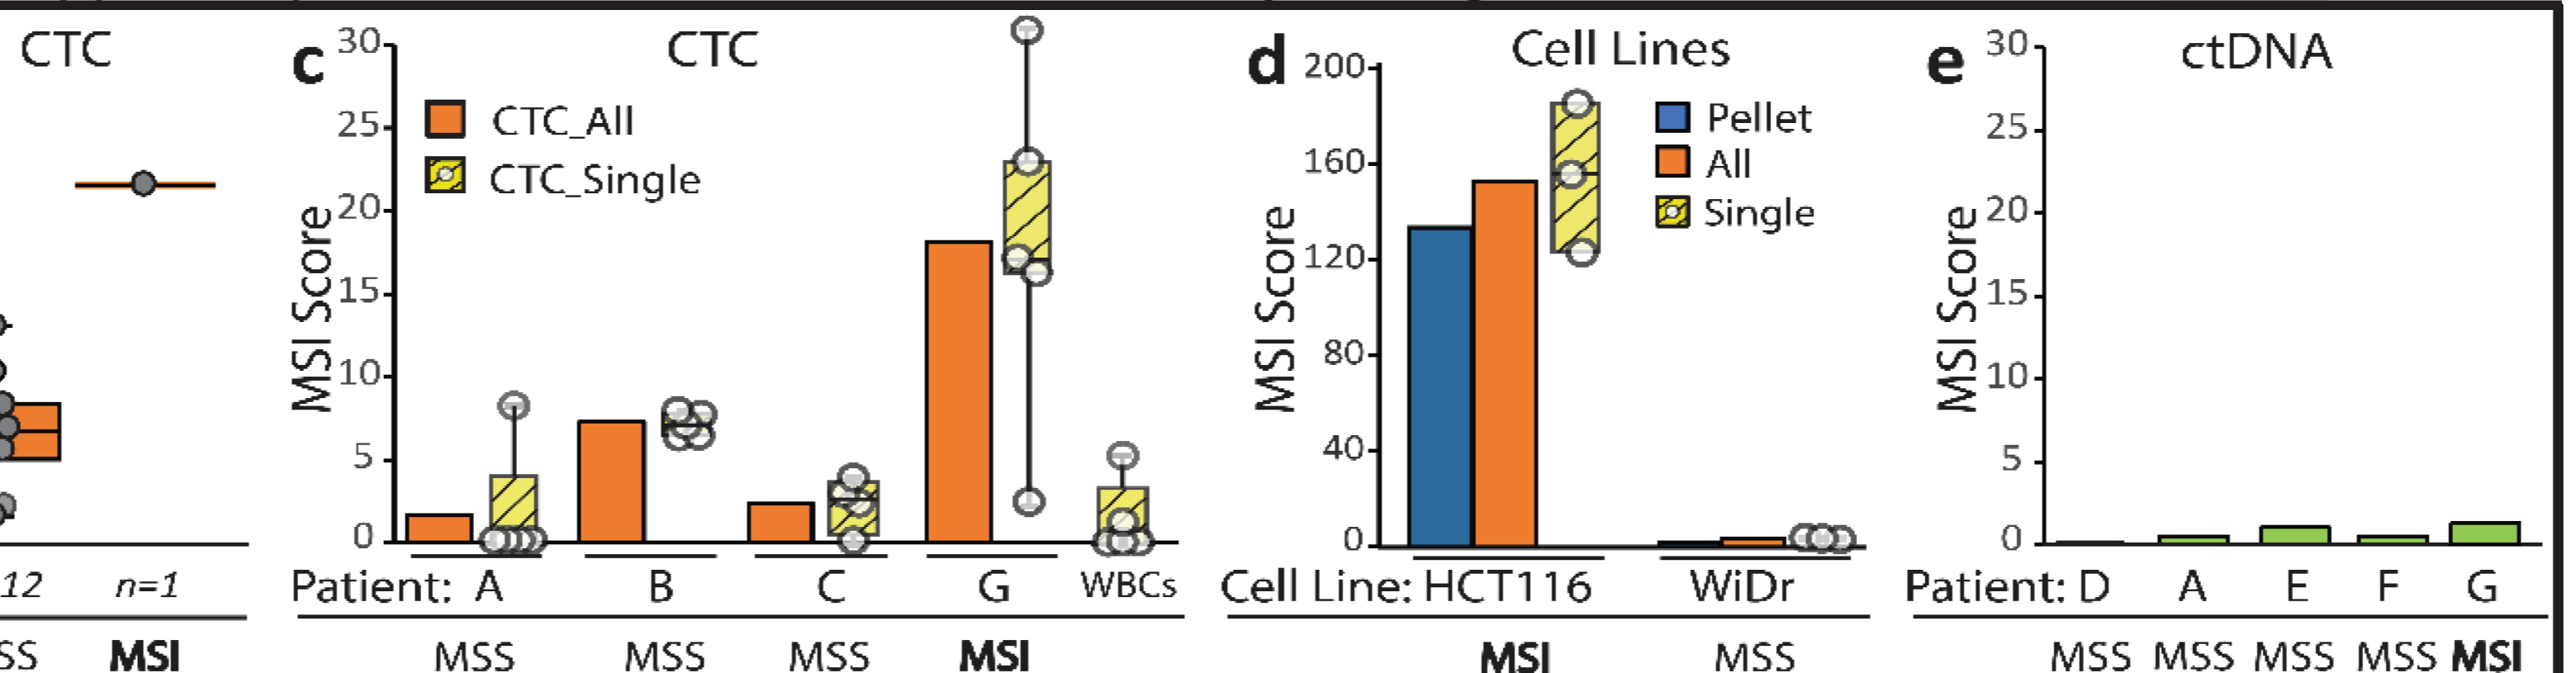 CTC
12
n=1
SS
MSI
c
CTC
30
25
20
15
10
5
0
MSI Score
CTC_All
CTC_Single
Patient: A B C G WBCs
MSS MSS MSS MSI
d
Cell Lines
200
160
120
80
40
0
MSI Score
Pellet
All
Single
Cell Line: HCT116 WiDr
MSI MSS
e
ctDNA
30
25
20
15
10
5
0
MSI Score
Patient: D A E F G
MSS MSS MSS MSS MSI